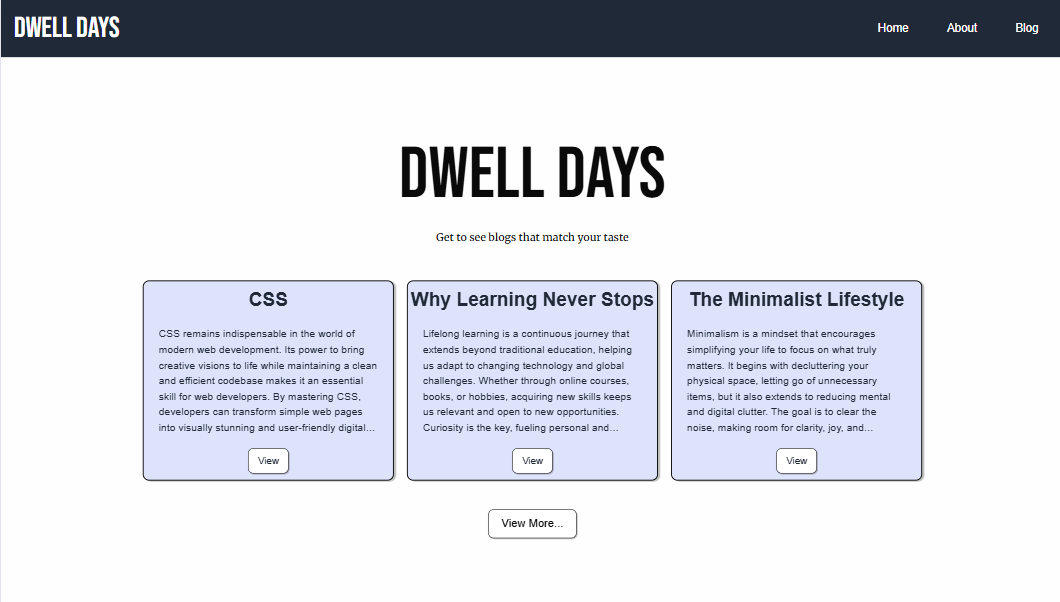 DWELL DAYS
Home
About
Blog
DWELL DAYS
Get to see blogs that match your taste
CSS
CSS remains indispensable in the world of
modern web development. Its power to bring
creative visions to life while maintaining a clean
and efficient codebase makes it an essential
skill for web developers. By mastering CSS,
developers can transform simple web pages
into visually stunning and user-friendly digital...
View
Why Learning Never Stops
Lifelong learning is a continuous journey that
extends beyond traditional education, helping
us adapt to changing technology and global
challenges. Whether through online courses,
books, or hobbies, acquiring new skills keeps
us relevant and open to new opportunities.
Curiosity is the key, fueling personal and...
View
The Minimalist Lifestyle
Minimalism is a mindset that encourages
simplifying your life to focus on what truly
matters. It begins with decluttering your
physical space, letting go of unnecessary
items, but it also extends to reducing mental
and digital clutter. The goal is to clear the
noise, making room for clarity, joy, and...
View
View More...